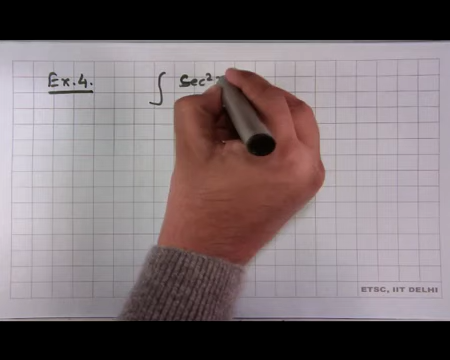 Ex.4. ∫ sec²
ETSC, IIT DELHI